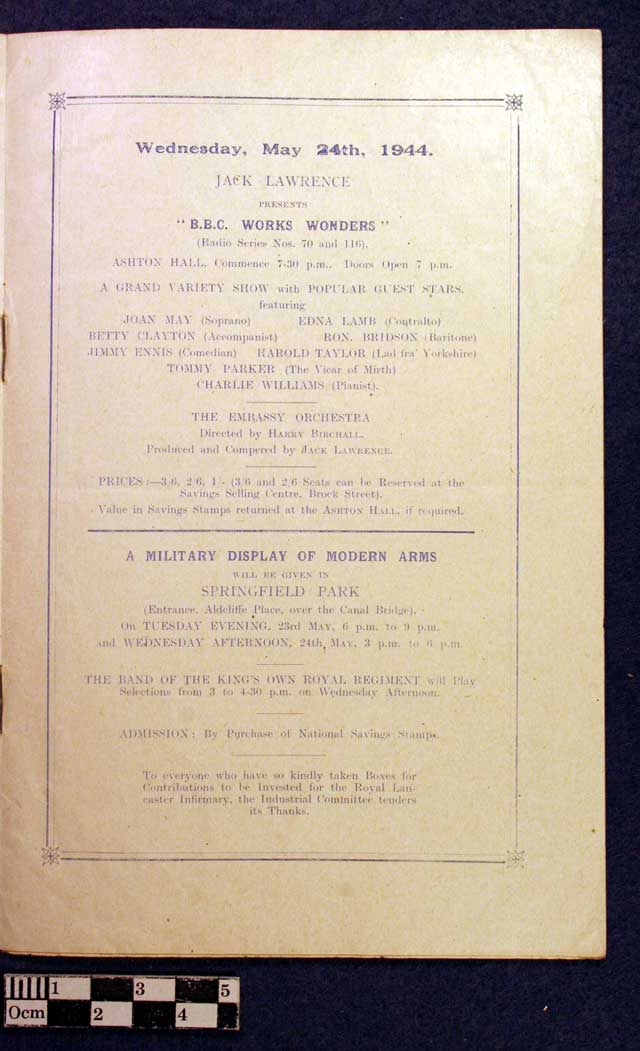 Wednesday, May 24th, 1944.
JACK LAWRENCE
PRESENTS
" B.B.C. WORKS WONDERS "
(Radio Series Nos. 70 and 116).
ASHTON HALL. Commence 7-30 p.m.. Doors Open 7 p.m.
A GRAND VARIETY SHOW with POPULAR GUEST STARS,
featuring
JOAN MAY (Soprano) EDNA LAMB (Contralto)
BETTY CLAYTON (Accompanist) RON. BRIDSON (Baritone)
JIMMY ENNIS (Comedian) HAROLD TAYLOR (Lad fra' Yorkshire)
TOMMY PARKER (The Vicar of Mirth)
CHARLIE WILLIAMS (Pianist).
THE EMBASSY ORCHESTRA
Directed by HARRY BIRCHALL.
Produced and Compered by JACK LAWRENCE.
PRICES :—3/6, 2/6, 1/- (3/6 and 2/6 Seats can be Reserved at the
Savings Selling Centre, Brock Street).
Value in Savings Stamps returned at the ASHTON HALL, if required.
A MILITARY DISPLAY OF MODERN ARMS
WILL BE GIVEN IN
SPRINGFIELD PARK
(Entrance, Aldcliffe Place, over the Canal Bridge),
On TUESDAY EVENING, 23rd MAY, 6 p.m. to 9 p.m.
and WEDNESDAY AFTERNOON, 24th MAY, 3 p.m. to 6 p.m.
THE BAND OF THE KING'S OWN ROYAL REGIMENT will Play
Selections from 3 to 4-30 p.m. on Wednesday Afternoon.
ADMISSION : By Purchase of National Savings Stamps.
To everyone who have so kindly taken Boxes for
Contributions to be Invested for the Royal Lan-
caster Infirmary, the Industrial Committee tenders
its Thanks.
1 3 5
0cm 2 4